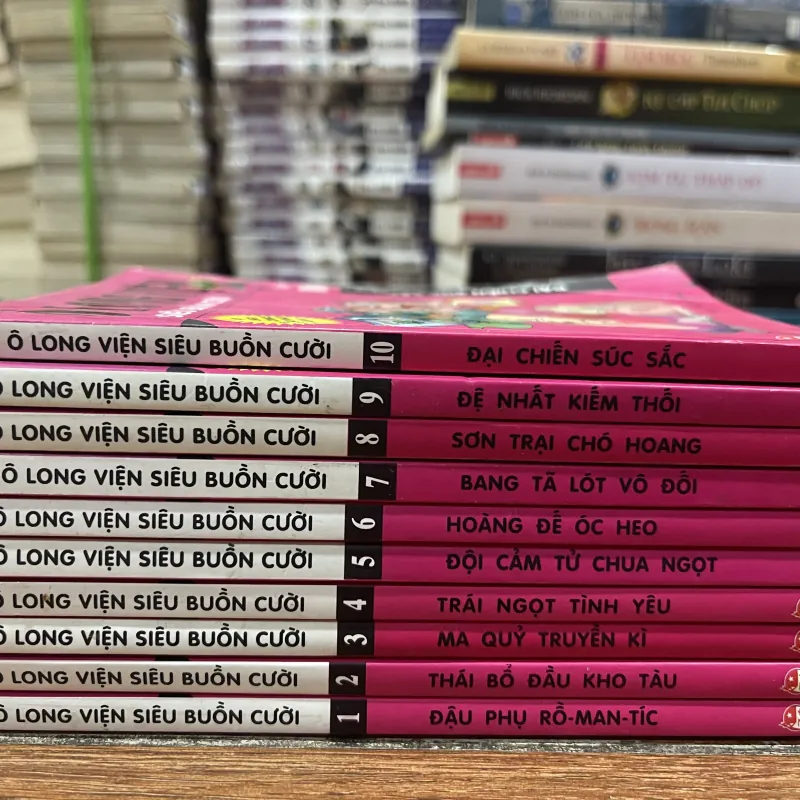 Ô LONG VIỆN SIÊU BUỒN CƯỜI 10 ĐẠI CHIẾN SÚC SẮC
Ô LONG VIỆN SIÊU BUỒN CƯỜI 9 ĐỆ NHẤT KIẾM THỐI
Ô LONG VIỆN SIÊU BUỒN CƯỜI 8 SƠN TRẠI CHÓ HOANG
Ô LONG VIỆN SIÊU BUỒN CƯỜI 7 BANG TÃ LÓT VÔ ĐỐI
Ô LONG VIỆN SIÊU BUỒN CƯỜI 6 HOÀNG ĐẾ ÓC HEO
Ô LONG VIỆN SIÊU BUỒN CƯỜI 5 ĐỘI CẢM TỬ CHUA NGỌT
Ô LONG VIỆN SIÊU BUỒN CƯỜI 4 TRÁI NGỌT TÌNH YÊU
Ô LONG VIỆN SIÊU BUỒN CƯỜI 3 MA QUỶ TRUYỀN KÌ
Ô LONG VIỆN SIÊU BUỒN CƯỜI 2 THÁI BỔ ĐẦU KHO TÀU
Ô LONG VIỆN SIÊU BUỒN CƯỜI 1 ĐẬU PHỤ RỒ-MAN-TÍC